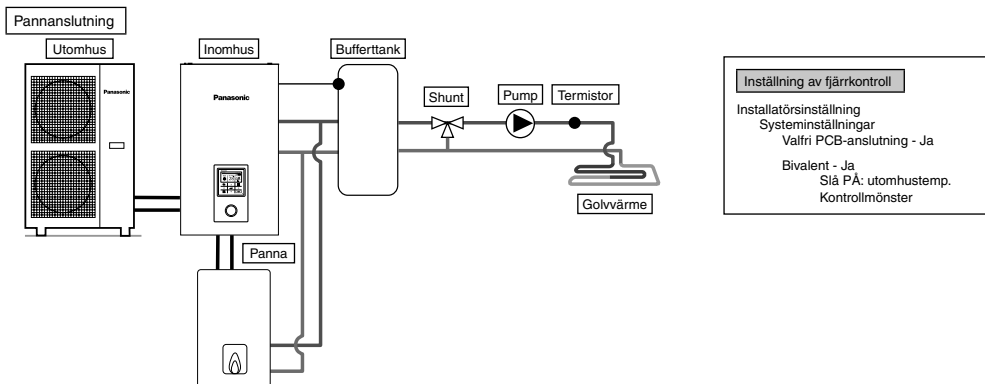 Pannanslutning
Utomhus
Inomhus
Bufferttank
Shunt
Pump
Termistor
Panasonic
Panasonic
Golvvärme
Panna
Inställning av fjärrkontroll
Installatörsinställning
Systeminställningar
Valfri PCB-anslutning - Ja
Bivalent - Ja
Slå PÅ: utomhustemp.
Kontrollmönster